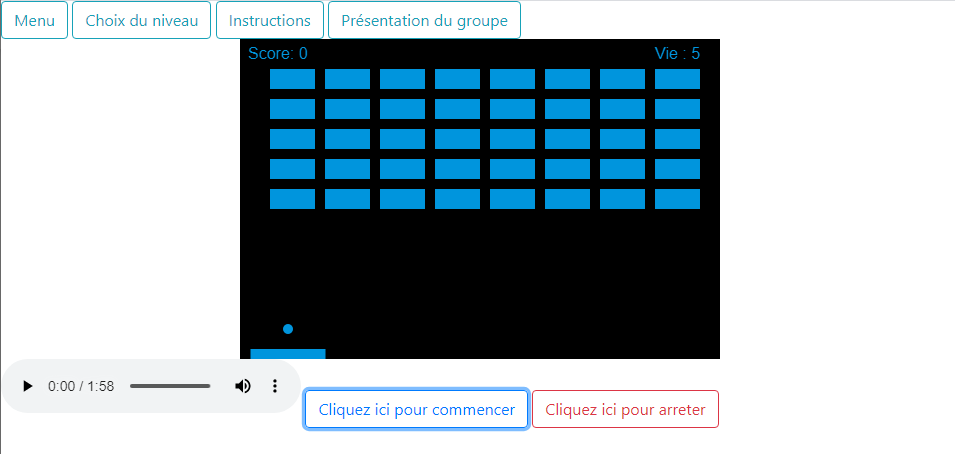 Menu Choix du niveau Instructions Présentation du groupe
Score: 0 Vie : 5
0:00 / 1:58
Cliquez ici pour commencer Cliquez ici pour arreter